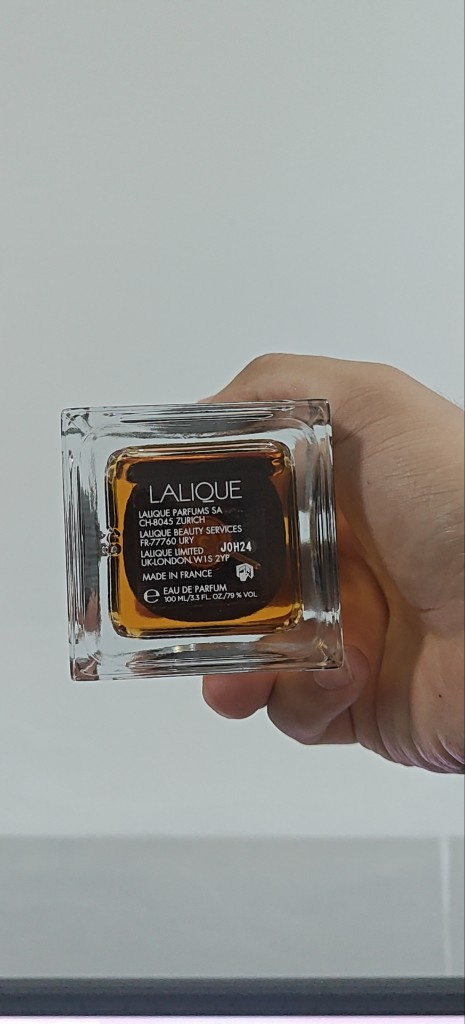 LALIQUE
LALIQUE PARFUMS SA
CH-8045 ZURICH
LALIQUE BEAUTY SERVICES
FR-77760 URY
LALIQUE LIMITED J0H24
UK-LONDON W1S 2YP
MADE IN FRANCE
e EAU DE PARFUM
100 ML/3.3 FL. OZ/79 % VOL.